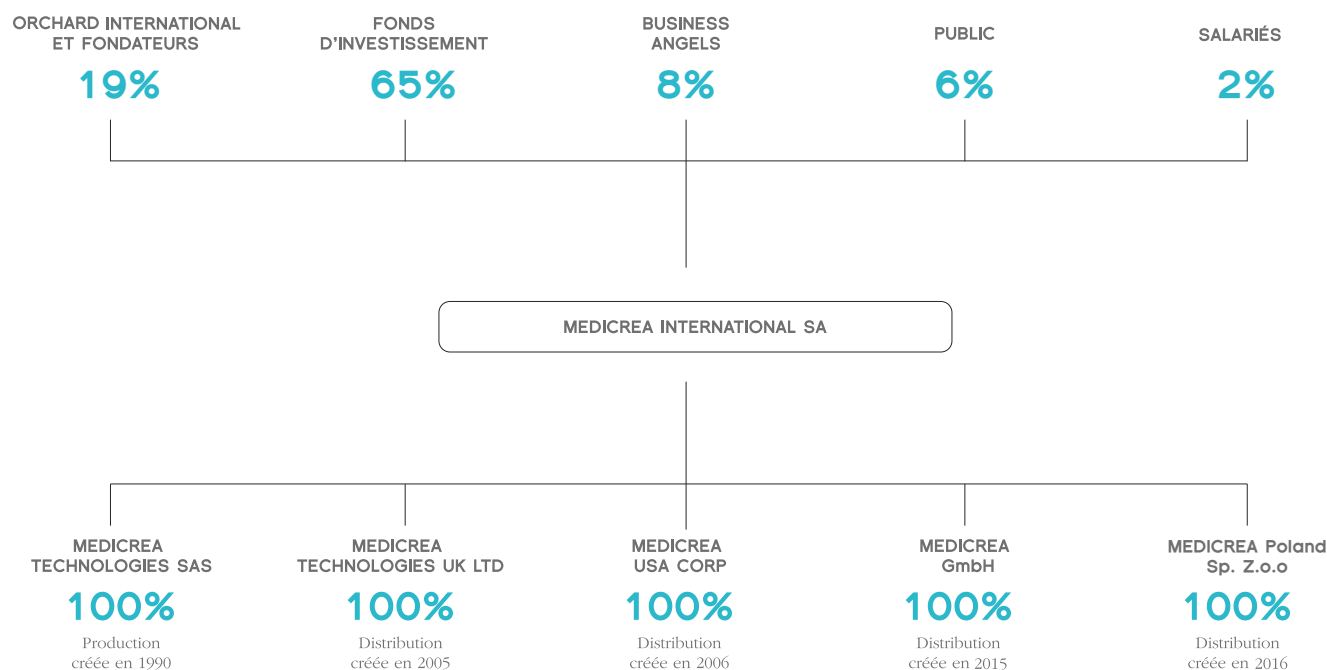 ORCHARD INTERNATIONAL
ET FONDATEURS
19%
FONDS
D'INVESTISSEMENT
65%
BUSINESS
ANGELS
8%
PUBLIC
6%
SALARIÉS
2%
MEDICREA INTERNATIONAL SA
MEDICREA
TECHNOLOGIES SAS
100%
Production
créée en 1990
MEDICREA
TECHNOLOGIES UK LTD
100%
Distribution
créée en 2005
MEDICREA
USA CORP
100%
Distribution
créée en 2006
MEDICREA
GmbH
100%
Distribution
créée en 2015
MEDICREA Poland
Sp. Z.o.o
100%
Distribution
créée en 2016